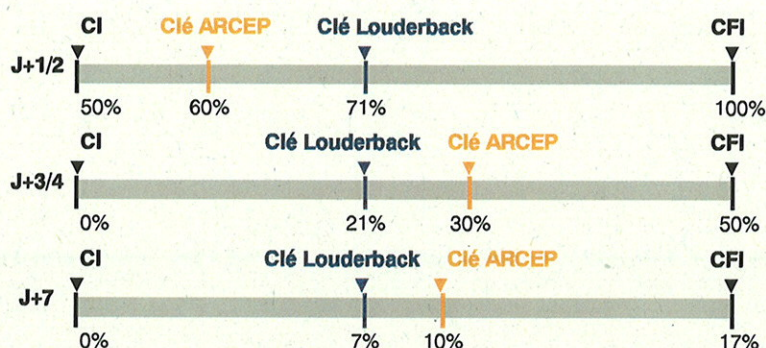 CI Clé ARCEP Clé Louderback CFI
J+1/2
50% 60% 71% 100%
CI Clé Louderback Clé ARCEP CFI
J+3/4
0% 21% 30% 50%
CI Clé Louderback Clé ARCEP CFI
J+7
0% 7% 10% 17%